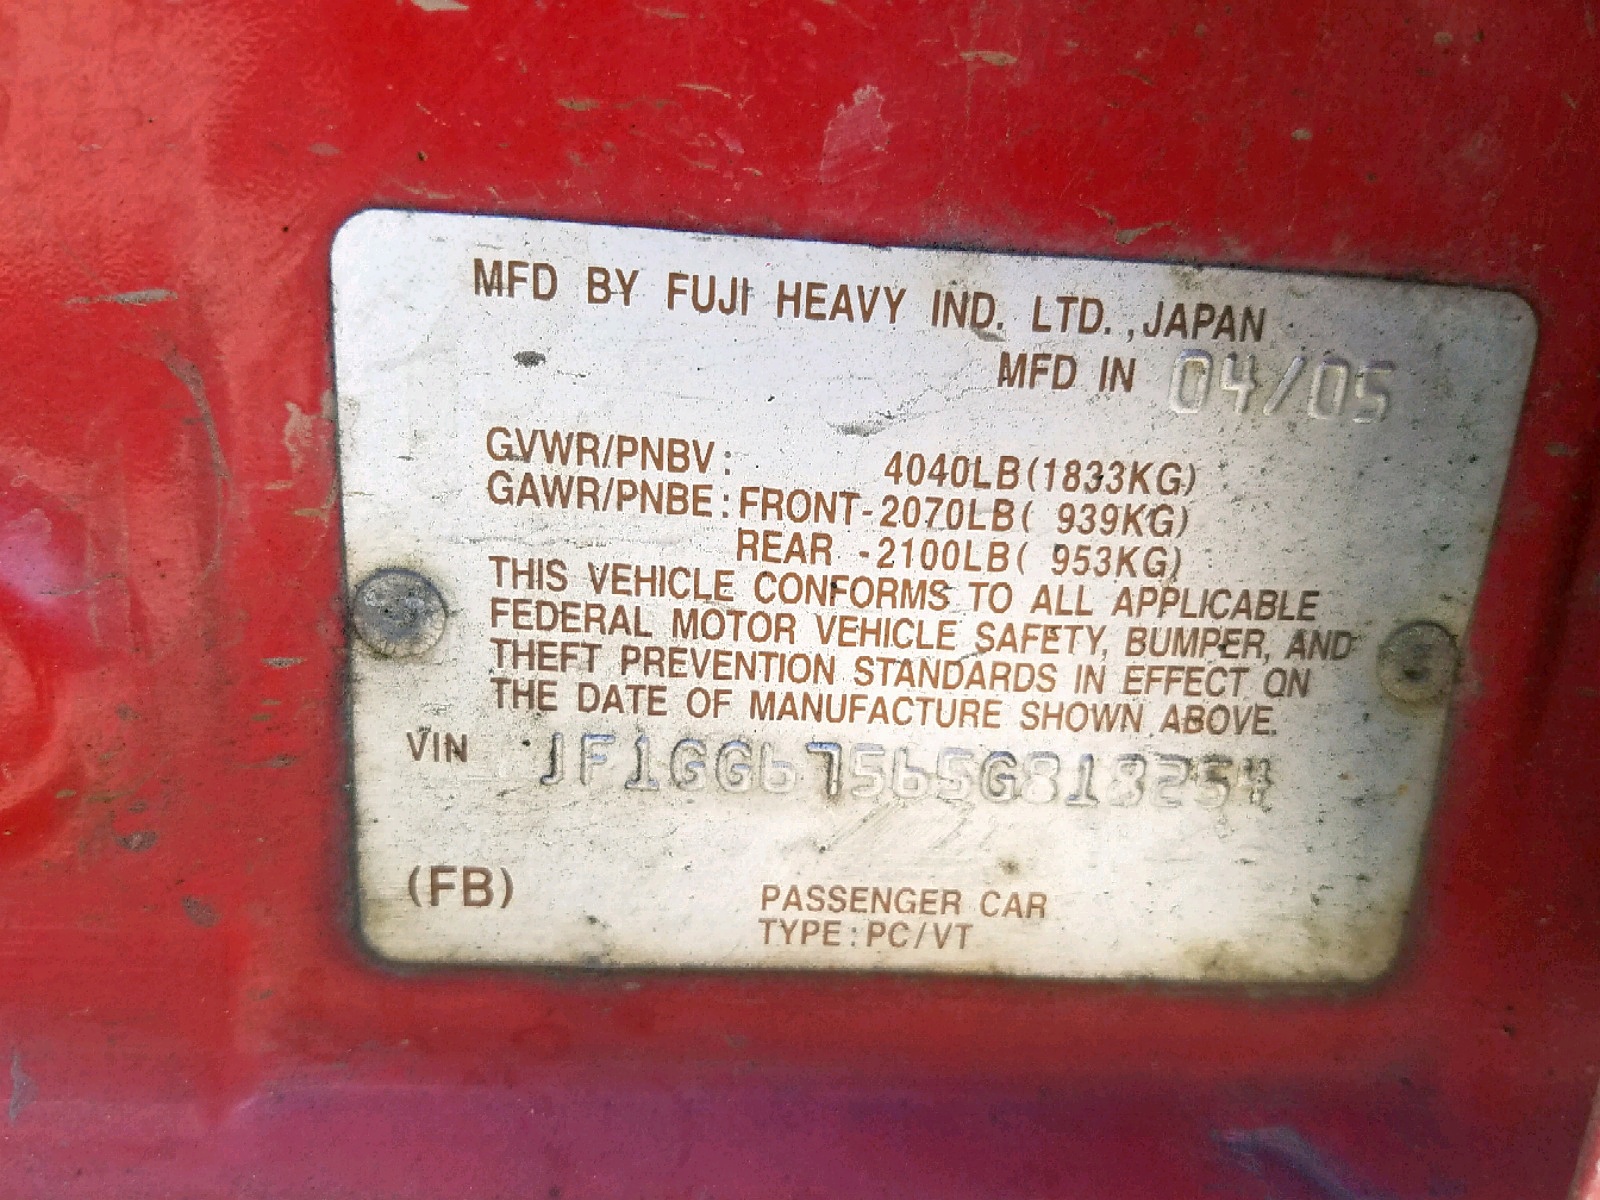 MFD BY FUJI HEAVY IND. LTD. ,JAPAN
MFD IN 04/05
GVWR/PNBV: 4040LB(1833KG)
GAWR/PNBE:FRONT-2070LB( 939KG)
REAR -2100LB( 953KG)
THIS VEHICLE CONFORMS TO ALL APPLICABLE
FEDERAL MOTOR VEHICLE SAFETY, BUMPER, AND
THEFT PREVENTION STANDARDS IN EFFECT ON
THE DATE OF MANUFACTURE SHOWN ABOVE.
VIN JF1GG67565G818254
(FB) PASSENGER CAR
TYPE:PC/VT